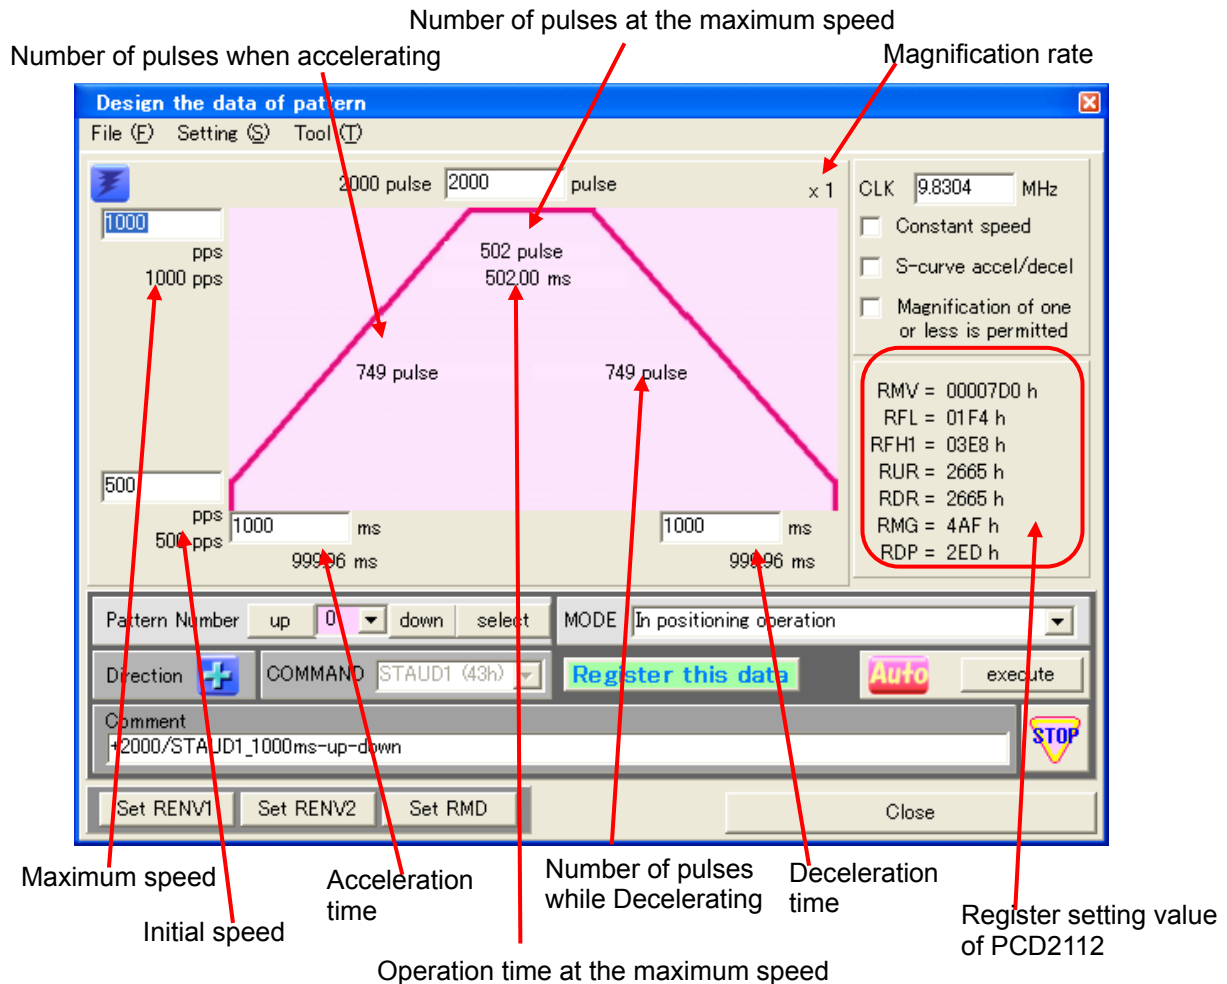 Number of pulses at the maximum speed
Number of pulses when accelerating
Magnification rate
Design the data of pattern
File (F) Setting (S) Tool (T)
2000 pulse 2000 pulse
x 1
CLK 9.8304 MHz
1000
pps
1000 pps
Constant speed
S-curve accel/decel
Magnification of one
or less is permitted
502 pulse
502.00 ms
749 pulse
749 pulse
RMV = 00007D0 h
RFL = 01F4 h
RFH1 = 03E8 h
RUR = 2665 h
RDR = 2665 h
RMG = 4AF h
RDP = 2ED h
500
pps
500 pps
1000 ms
999.96 ms
1000 ms
999.96 ms
Pattern Number up 0 down select MODE In positioning operation
Direction COMMAND STAUD1 (43h) Register this data Auto execute
Comment
+2000/STAUD1_1000ms-up-down
STOP
Set RENV1 Set RENV2 Set RMD Close
Maximum speed
Initial speed
Acceleration
time
Operation time at the maximum speed
Number of pulses
while Decelerating
Deceleration
time
Register setting value
of PCD2112